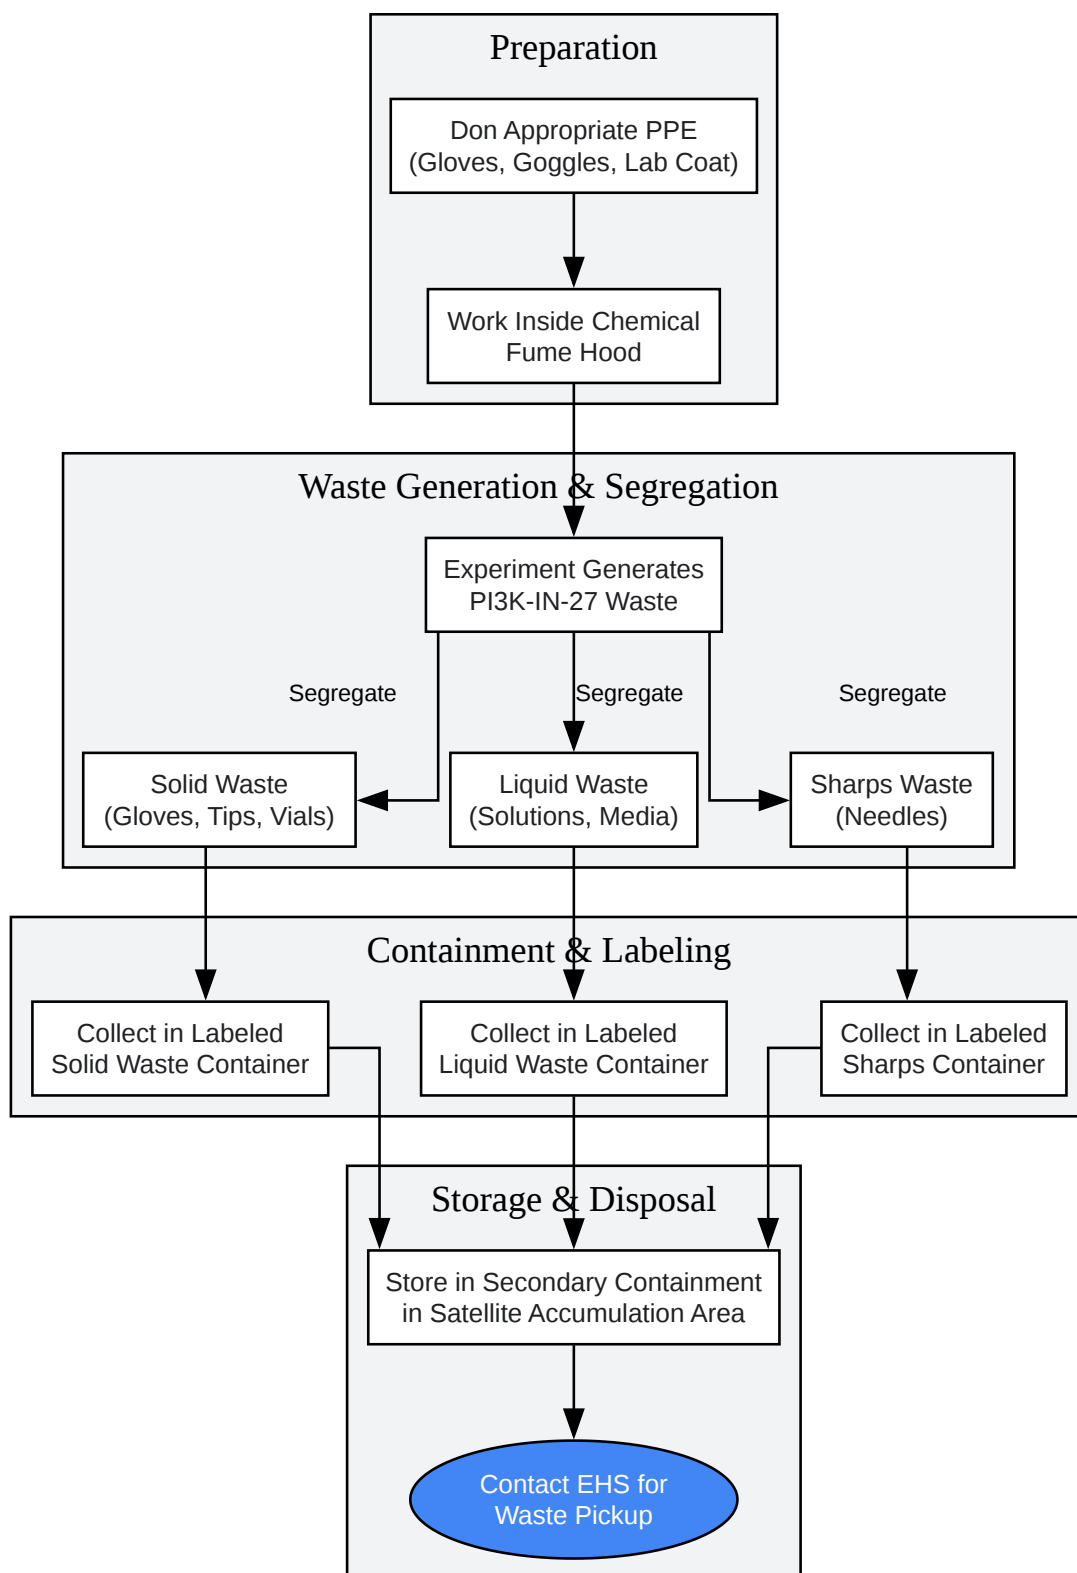 Preparation
Don Appropriate PPE
(Gloves, Goggles, Lab Coat)
Work Inside Chemical
Fume Hood
Waste Generation & Segregation
Experiment Generates
PI3K-IN-27 Waste
Segregate
Segregate
Segregate
Solid Waste
(Gloves, Tips, Vials)
Liquid Waste
(Solutions, Media)
Sharps Waste
(Needles)
Containment & Labeling
Collect in Labeled
Solid Waste Container
Collect in Labeled
Liquid Waste Container
Collect in Labeled
Sharps Container
Storage & Disposal
Store in Secondary Containment
in Satellite Accumulation Area
Contact EHS for
Waste Pickup